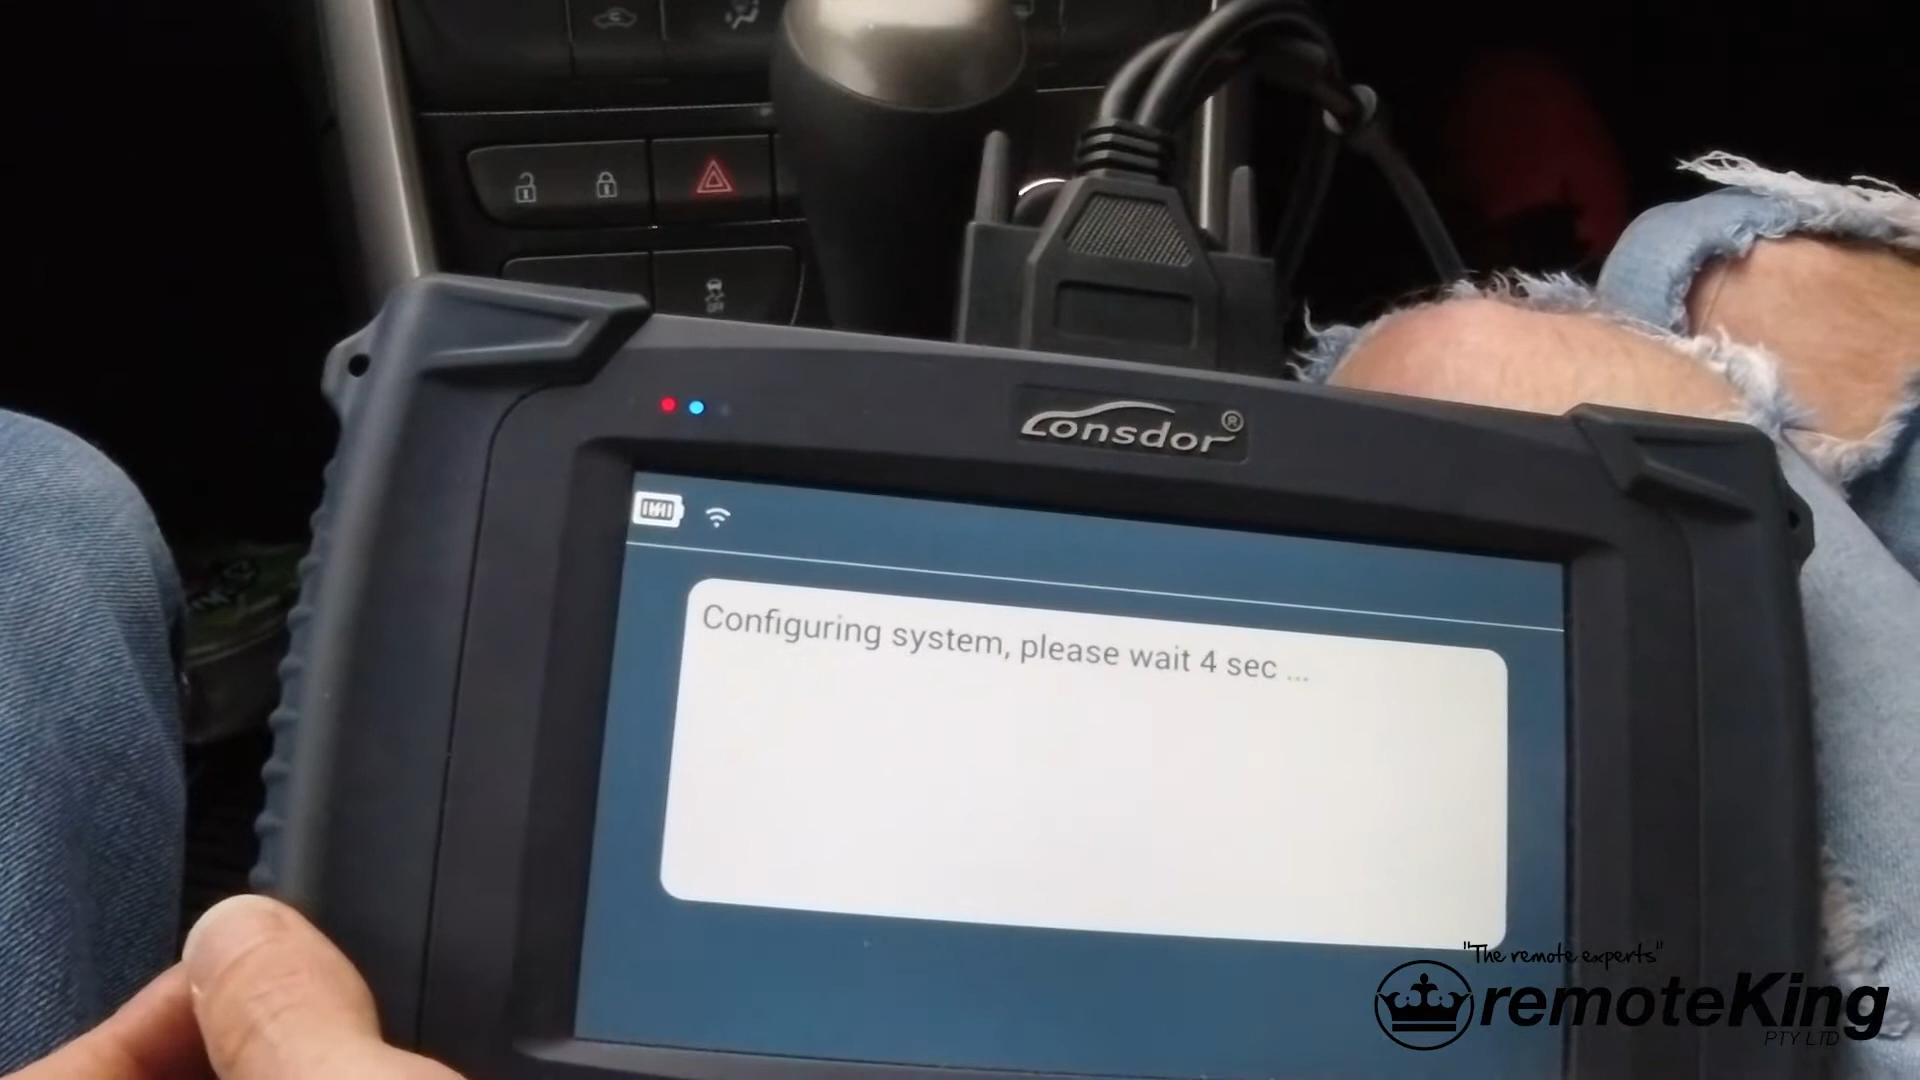 Lonsdor®
Configuring system, please wait 4 sec ...
"The remote experts"
remoteKing
PTY LTD